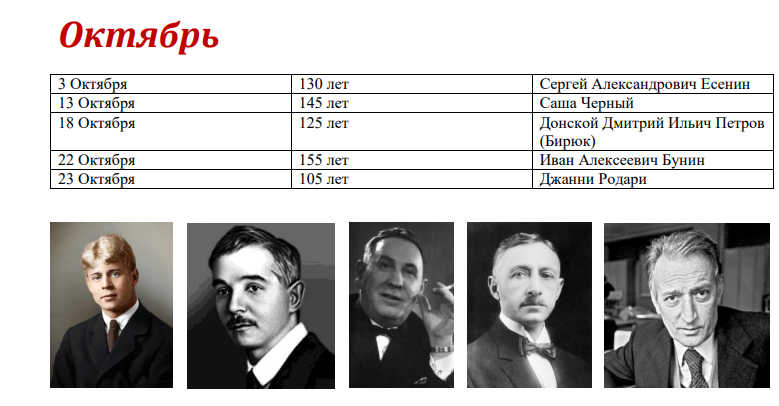 Октябрь
3 Октября 130 лет Сергей Александрович Есенин
13 Октября 145 лет Саша Черный
18 Октября 125 лет Донской Дмитрий Ильич Петров
(Бирюк)
22 Октября 155 лет Иван Алексеевич Бунин
23 Октября 105 лет Джанни Родари